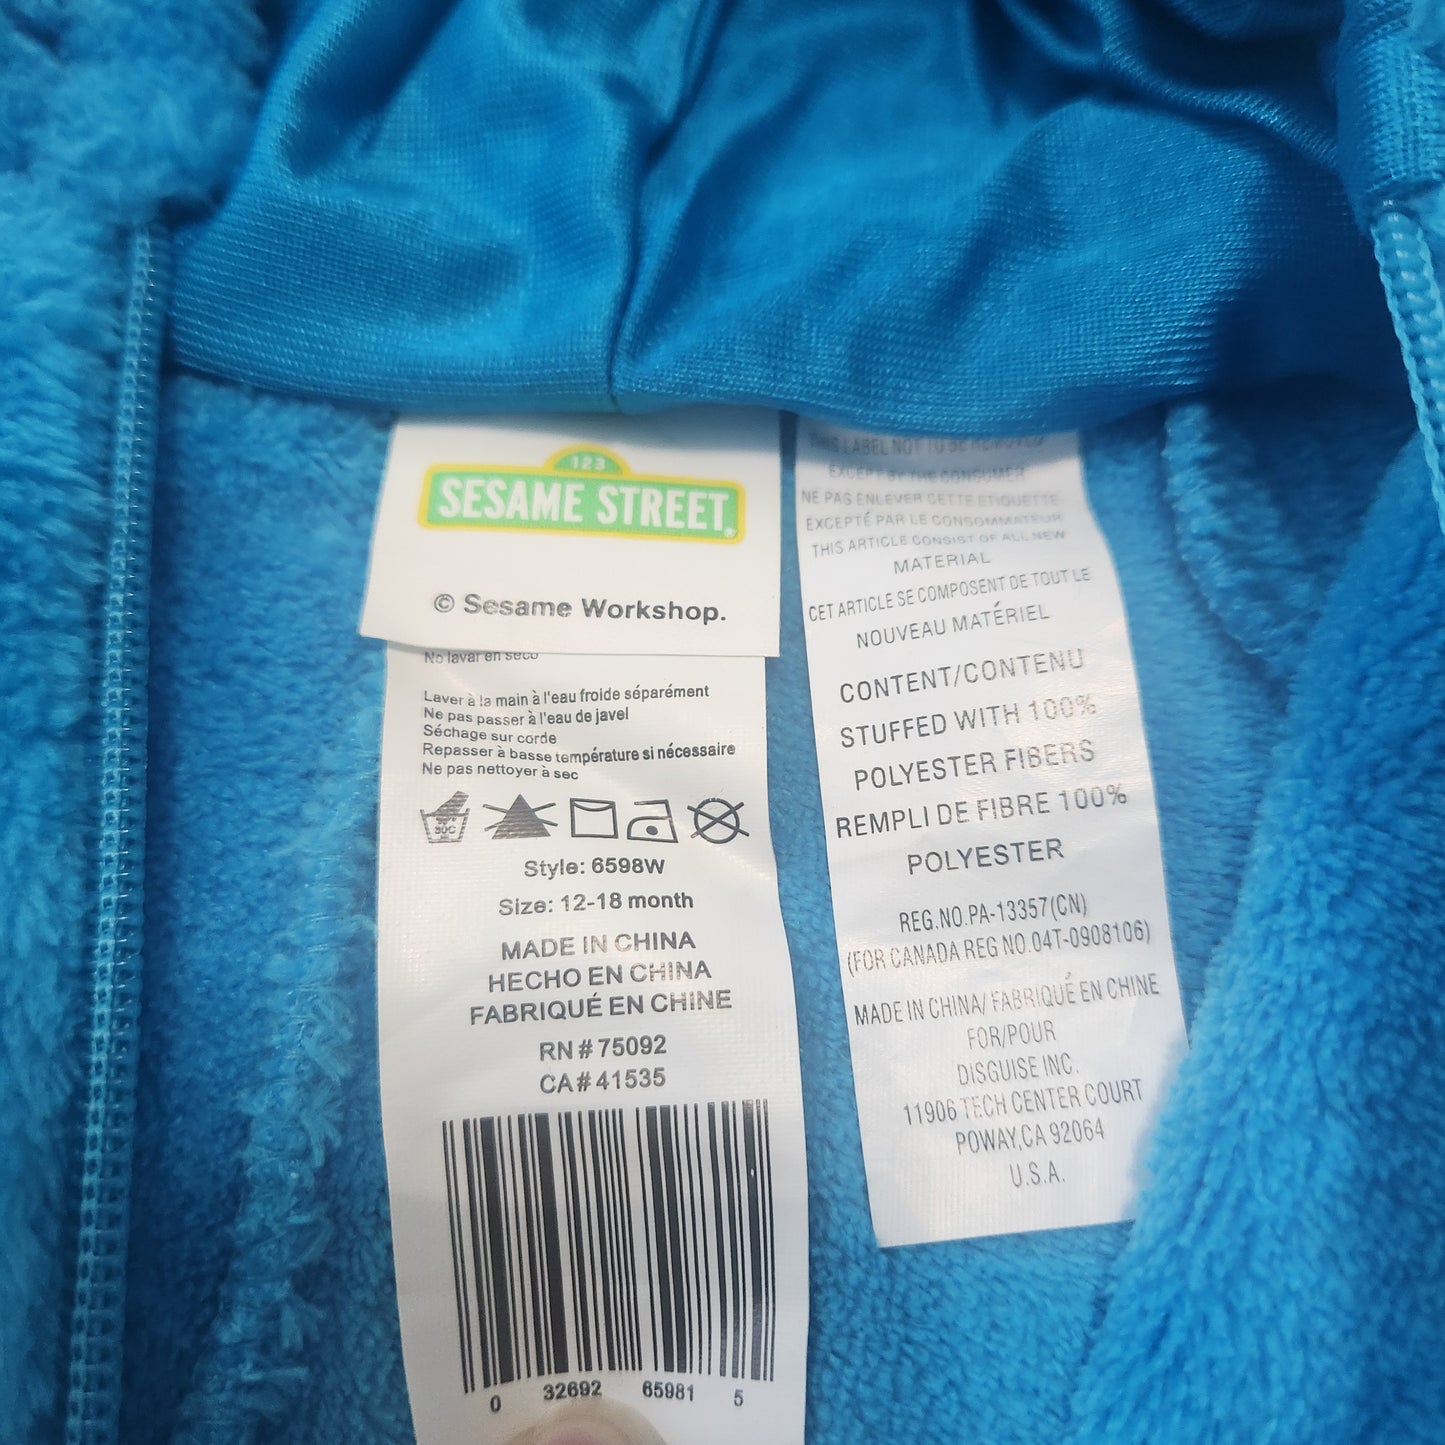 123
SESAME STREET®
© Sesame Workshop.
No lavar en seco
Laver à la main à l'eau froide séparément
Ne pas passer à l'eau de javel
Séchage sur corde
Repasser à basse température si nécessaire
Ne pas nettoyer à sec
Style: 6598W
Size: 12-18 month
MADE IN CHINA
HECHO EN CHINA
FABRIQUÉ EN CHINE
RN#75092
CA#41535
0 32692 65981 5
THIS LABEL NOT TO BE REMOVED
EXCEPT BY THE CONSUMER
NE PAS ENLEVER CETTE ETIQUETTE
EXCEPTÉ PAR LE CONSOMMATEUR
THIS ARTICLE CONSIST OF ALL NEW
MATERIAL
CET ARTICLE SE COMPOSENT DE TOUT LE
NOUVEAU MATÉRIEL
CONTENT/CONTENU
STUFFED WITH 100%
POLYESTER FIBERS
REMPLI DE FIBRE 100%
POLYESTER
REG.NO.PA-13357(CN)
(FOR CANADA REG NO.04T-0908106)
MADE IN CHINA/ FABRIQUÉ EN CHINE
FOR/POUR
DISGUISE INC.
11906 TECH CENTER COURT
POWAY,CA 92064
U.S.A.